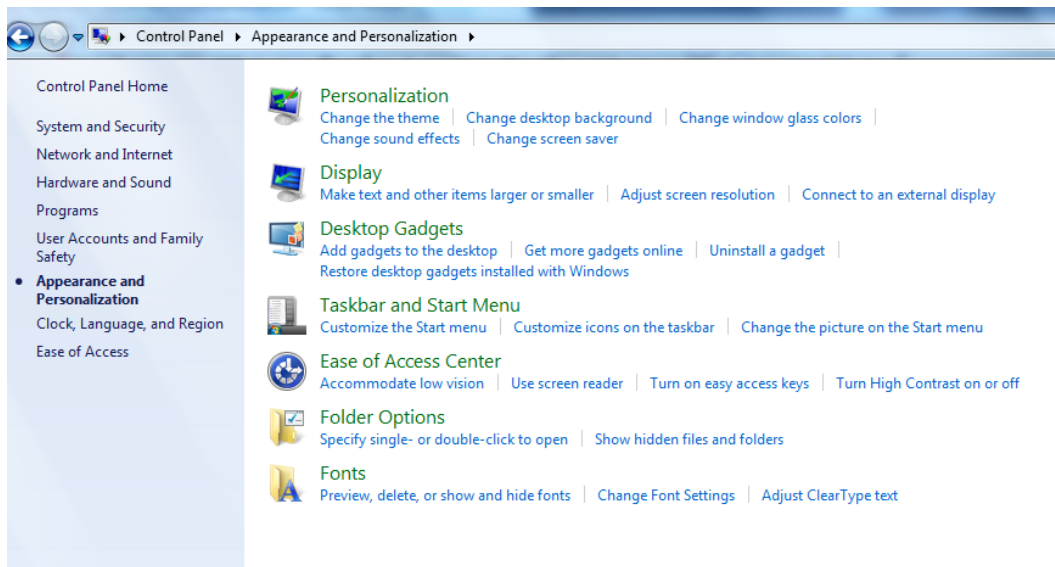 Control Panel Appearance and Personalization
Control Panel Home
System and Security
Network and Internet
Hardware and Sound
Programs
User Accounts and Family
Safety
Appearance and
Personalization
Clock, Language, and Region
Ease of Access
Personalization
Change the theme Change desktop background Change window glass colors
Change sound effects Change screen saver
Display
Make text and other items larger or smaller Adjust screen resolution Connect to an external display
Desktop Gadgets
Add gadgets to the desktop Get more gadgets online Uninstall a gadget
Restore desktop gadgets installed with Windows
Taskbar and Start Menu
Customize the Start menu Customize icons on the taskbar Change the picture on the Start menu
Ease of Access Center
Accommodate low vision Use screen reader Turn on easy access keys Turn High Contrast on or off
Folder Options
Specify single- or double-click to open Show hidden files and folders
Fonts
Preview, delete, or show and hide fonts Change Font Settings Adjust ClearType text